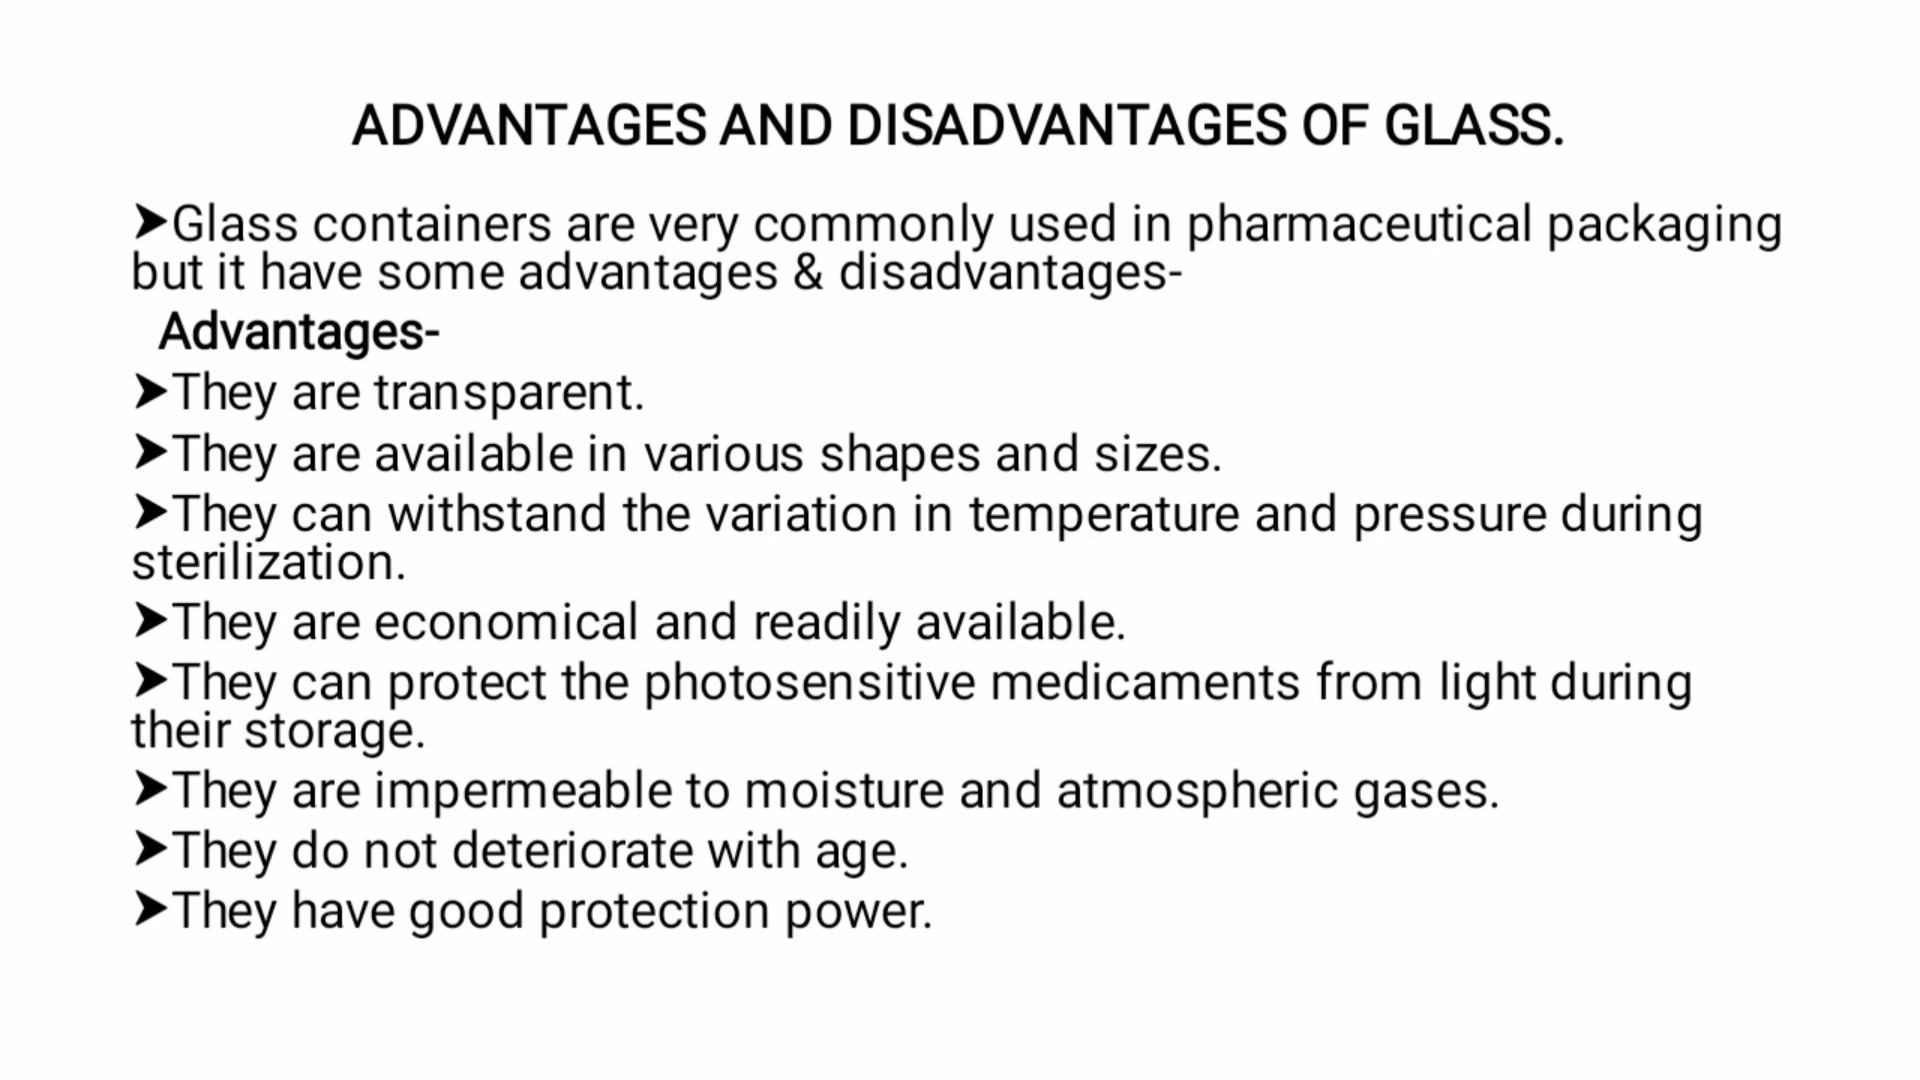 ADVANTAGES AND DISADVANTAGES OF GLASS.
➤Glass containers are very commonly used in pharmaceutical packaging
but it have some advantages & disadvantages-
Advantages-
➤They are transparent.
➤They are available in various shapes and sizes.
➤They can withstand the variation in temperature and pressure during
sterilization.
➤They are economical and readily available.
➤They can protect the photosensitive medicaments from light during
their storage.
➤They are impermeable to moisture and atmospheric gases.
➤They do not deteriorate with age.
➤They have good protection power.